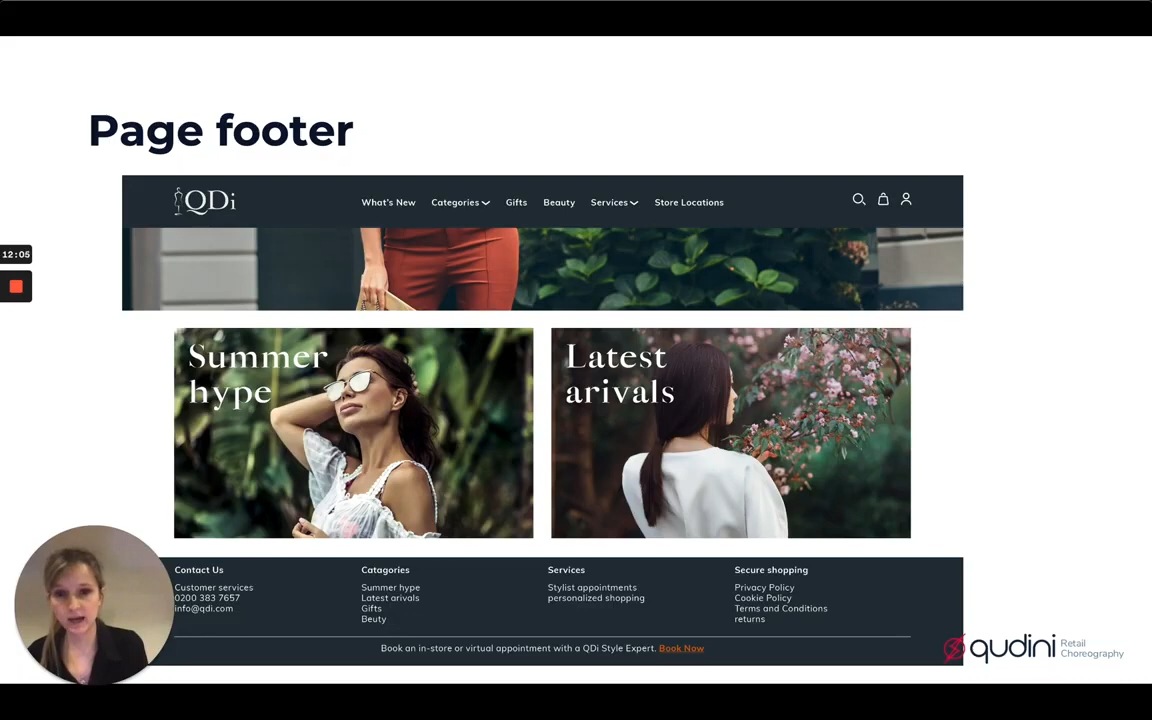 Page footer
QDi
What's New Categories Gifts Beauty Services Store Locations
12:05
Summer
hype
Latest
arivals
Contact Us
Customer services
0200 383 7657
info@qdi.com
Catagories
Summer hype
Latest arivals
Gifts
Beuty
Services
Stylist appointments
personalized shopping
Secure shopping
Privacy Policy
Cookie Policy
Terms and Conditions
returns
Book an in-store or virtual appointment with a QDi Style Expert. Book Now
qudini Retail
Choreography